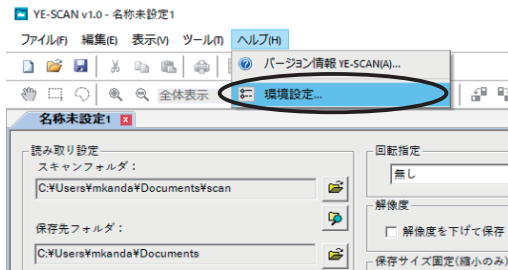 YE-SCAN v1.0 - 名称未設定1
ファイル(F) 編集(E) 表示(V) ツール(T) ヘルプ(H)
バージョン情報 YE-SCAN(A)...
全体表示 環境設定...
名称未設定1
読み取り設定
スキャンフォルダ：
C:¥Users¥mkanda¥Documents¥scan
保存先フォルダ：
C:¥Users¥mkanda¥Documents
回転指定
無し
解像度
解像度を下げて保存
保存サイズ固定(縮小のみ)